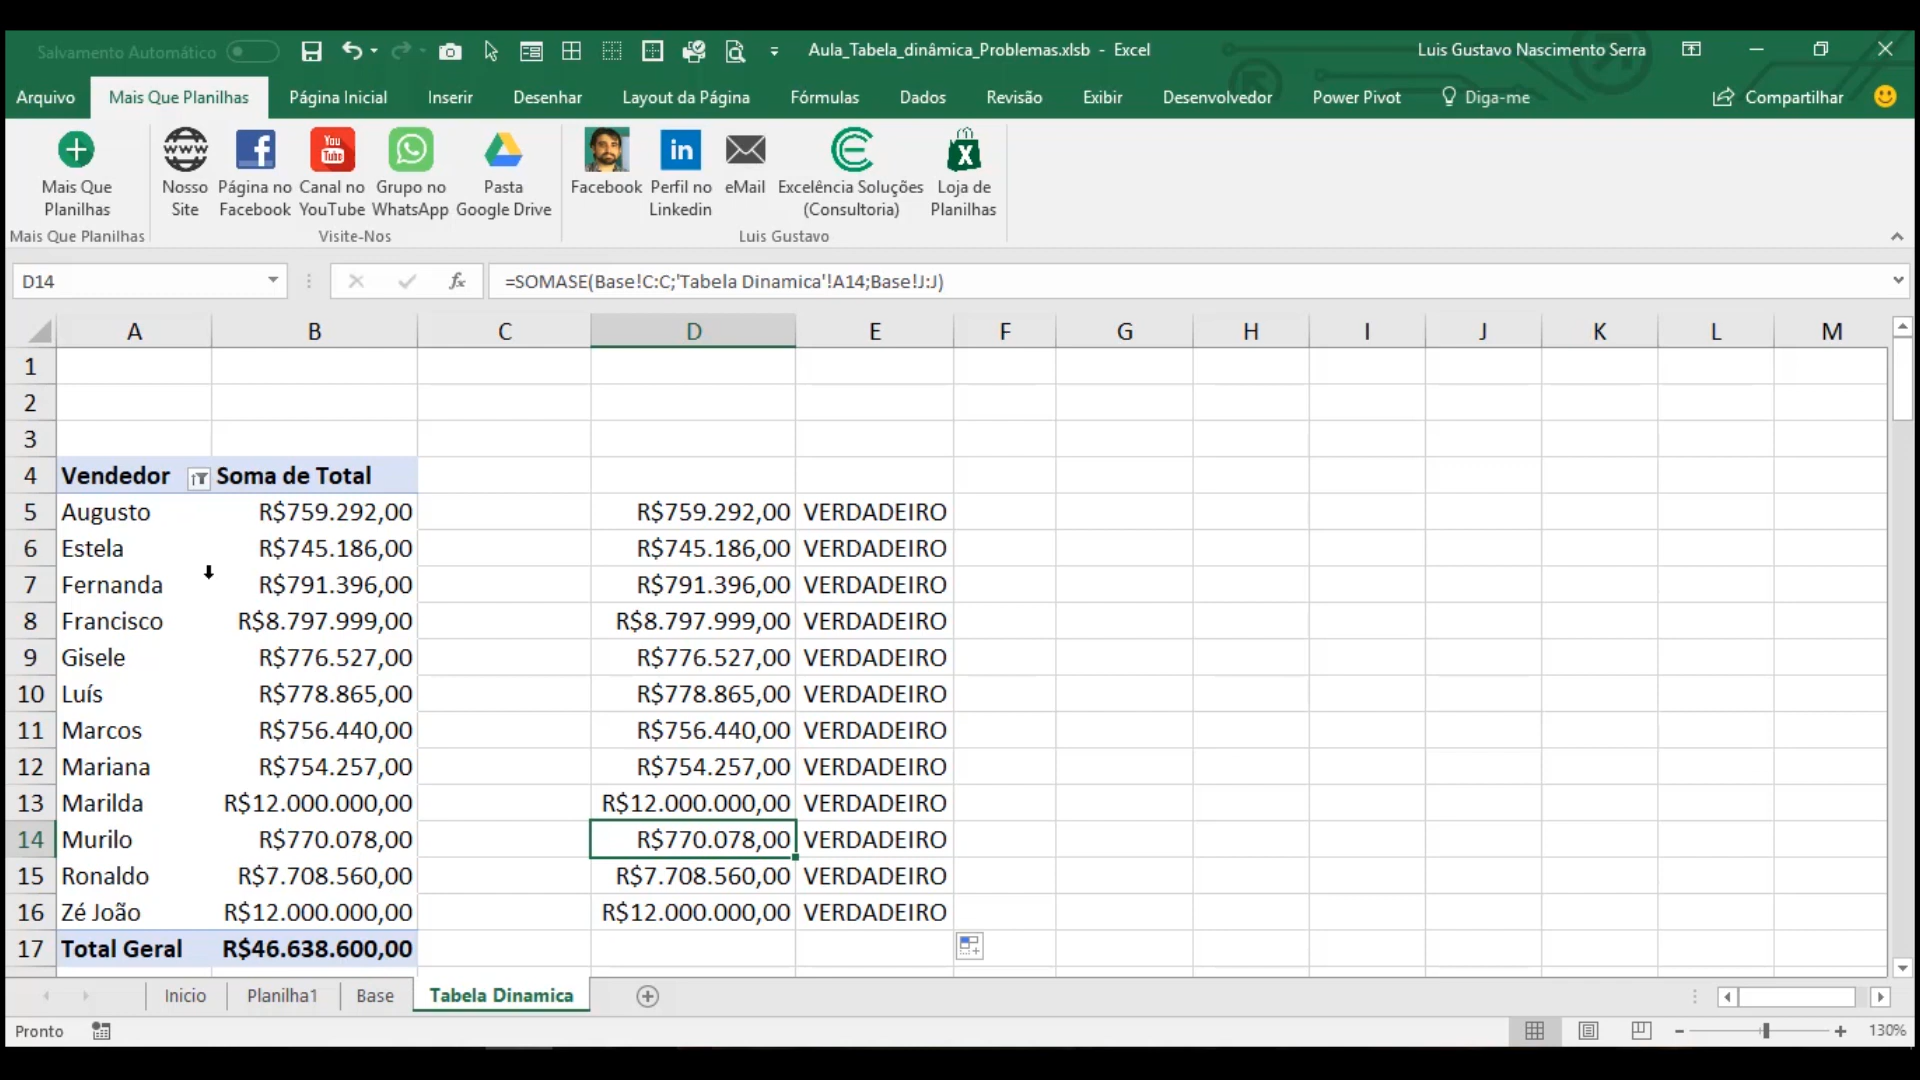 Salvamento Automático
Aula_Tabela_dinâmica_Problemas.xlsb - Excel
Luis Gustavo Nascimento Serra
Arquivo Mais Que Planilhas Página Inicial Inserir Desenhar Layout da Página Fórmulas Dados Revisão Exibir Desenvolvedor Power Pivot Diga-me Compartilhar
www
f
You Tube
in
X
Mais Que Planilhas
Nosso Site
Página no Facebook
Canal no YouTube
Grupo no WhatsApp
Pasta Google Drive
Facebook
Perfil no Linkedin
eMail
Excelência Soluções (Consultoria)
Loja de Planilhas
Mais Que Planilhas Visite-Nos Luis Gustavo
D14 fx =SOMASE(Base!C:C;'Tabela Dinamica'!A14;Base!J:J)
A B C D E F G H I J K L M
1
2
3
4 Vendedor Soma de Total
5 Augusto R$759.292,00 R$759.292,00 VERDADEIRO
6 Estela R$745.186,00 R$745.186,00 VERDADEIRO
7 Fernanda R$791.396,00 R$791.396,00 VERDADEIRO
8 Francisco R$8.797.999,00 R$8.797.999,00 VERDADEIRO
9 Gisele R$776.527,00 R$776.527,00 VERDADEIRO
10 Luís R$778.865,00 R$778.865,00 VERDADEIRO
11 Marcos R$756.440,00 R$756.440,00 VERDADEIRO
12 Mariana R$754.257,00 R$754.257,00 VERDADEIRO
13 Marilda R$12.000.000,00 R$12.000.000,00 VERDADEIRO
14 Murilo R$770.078,00 R$770.078,00 VERDADEIRO
15 Ronaldo R$7.708.560,00 R$7.708.560,00 VERDADEIRO
16 Zé João R$12.000.000,00 R$12.000.000,00 VERDADEIRO
17 Total Geral R$46.638.600,00
Inicio Planilha1 Base Tabela Dinamica
Pronto 130%